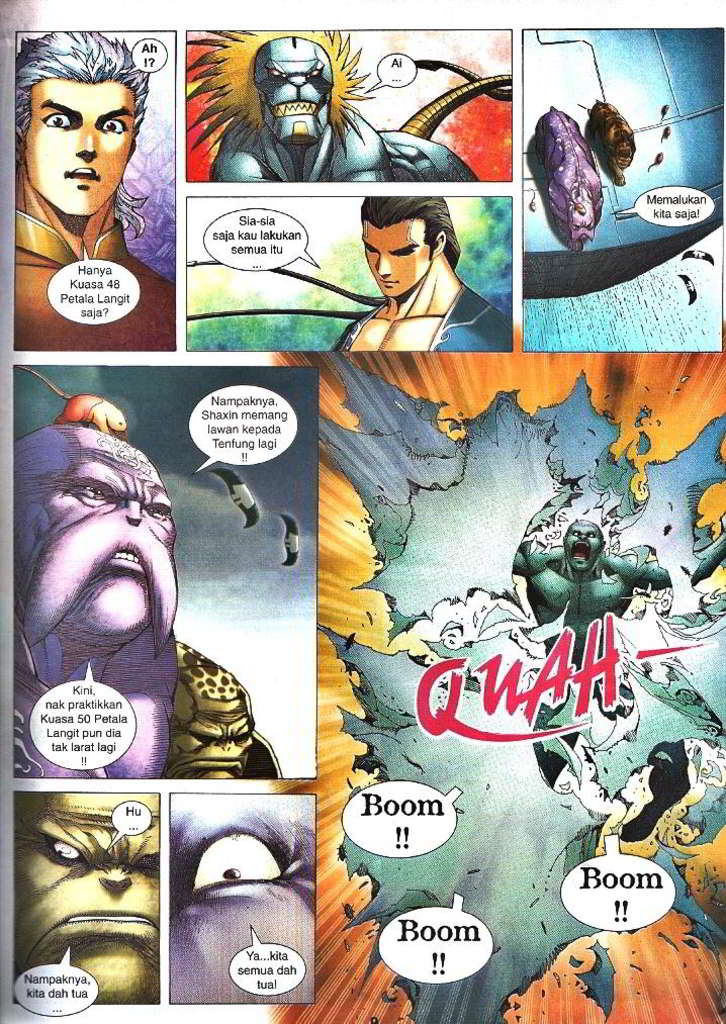 Ah
!?
Hanya
Kuasa 48
Petala Langit
saja?
Ai
...
Sia-sia
saja kau lakukan
semua itu
...
Memalukan
kita saja!
Nampaknya,
Shaxin memang
lawan kepada
Tenfung lagi
!!
Kini,
nak praktikkan
Kuasa 50 Petala
Langit pun dia
tak larat lagi
!!
QUAH
Boom
!!
Boom
!!
Boom
!!
Hu
...
Nampaknya,
kita dah tua
...
Ya...kita
semua dah
tua!